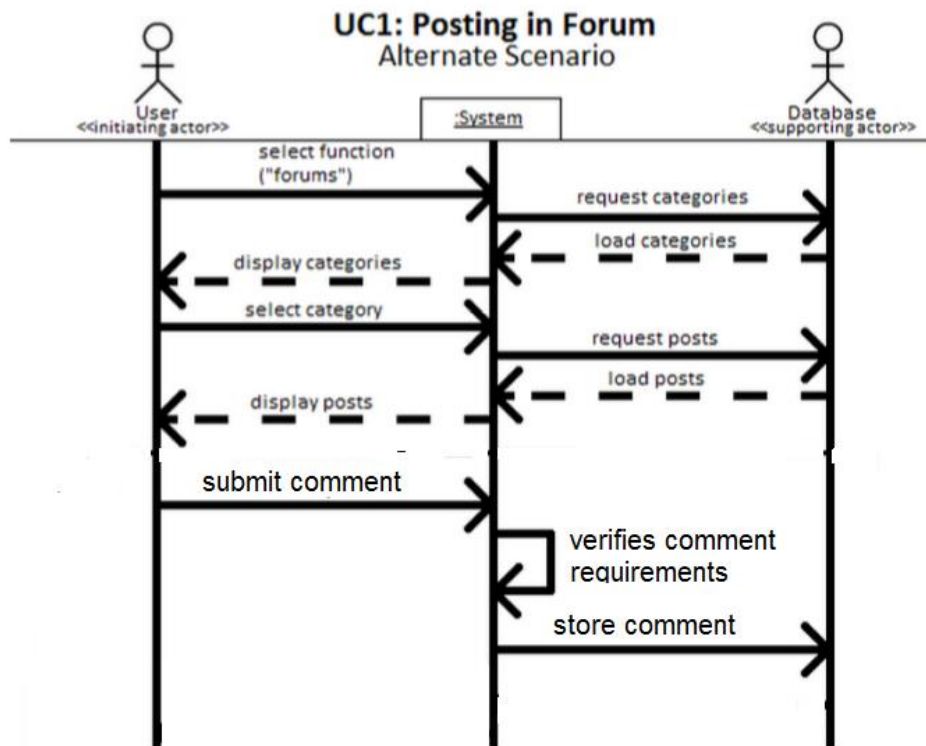 UC1: Posting in Forum
Alternate Scenario
User
<<initiating actor>>
:System
Database
<<supporting actor>>
select function
("forums")
request categories
load categories
display categories
select category
request posts
load posts
display posts
submit comment
verifies comment
requirements
store comment